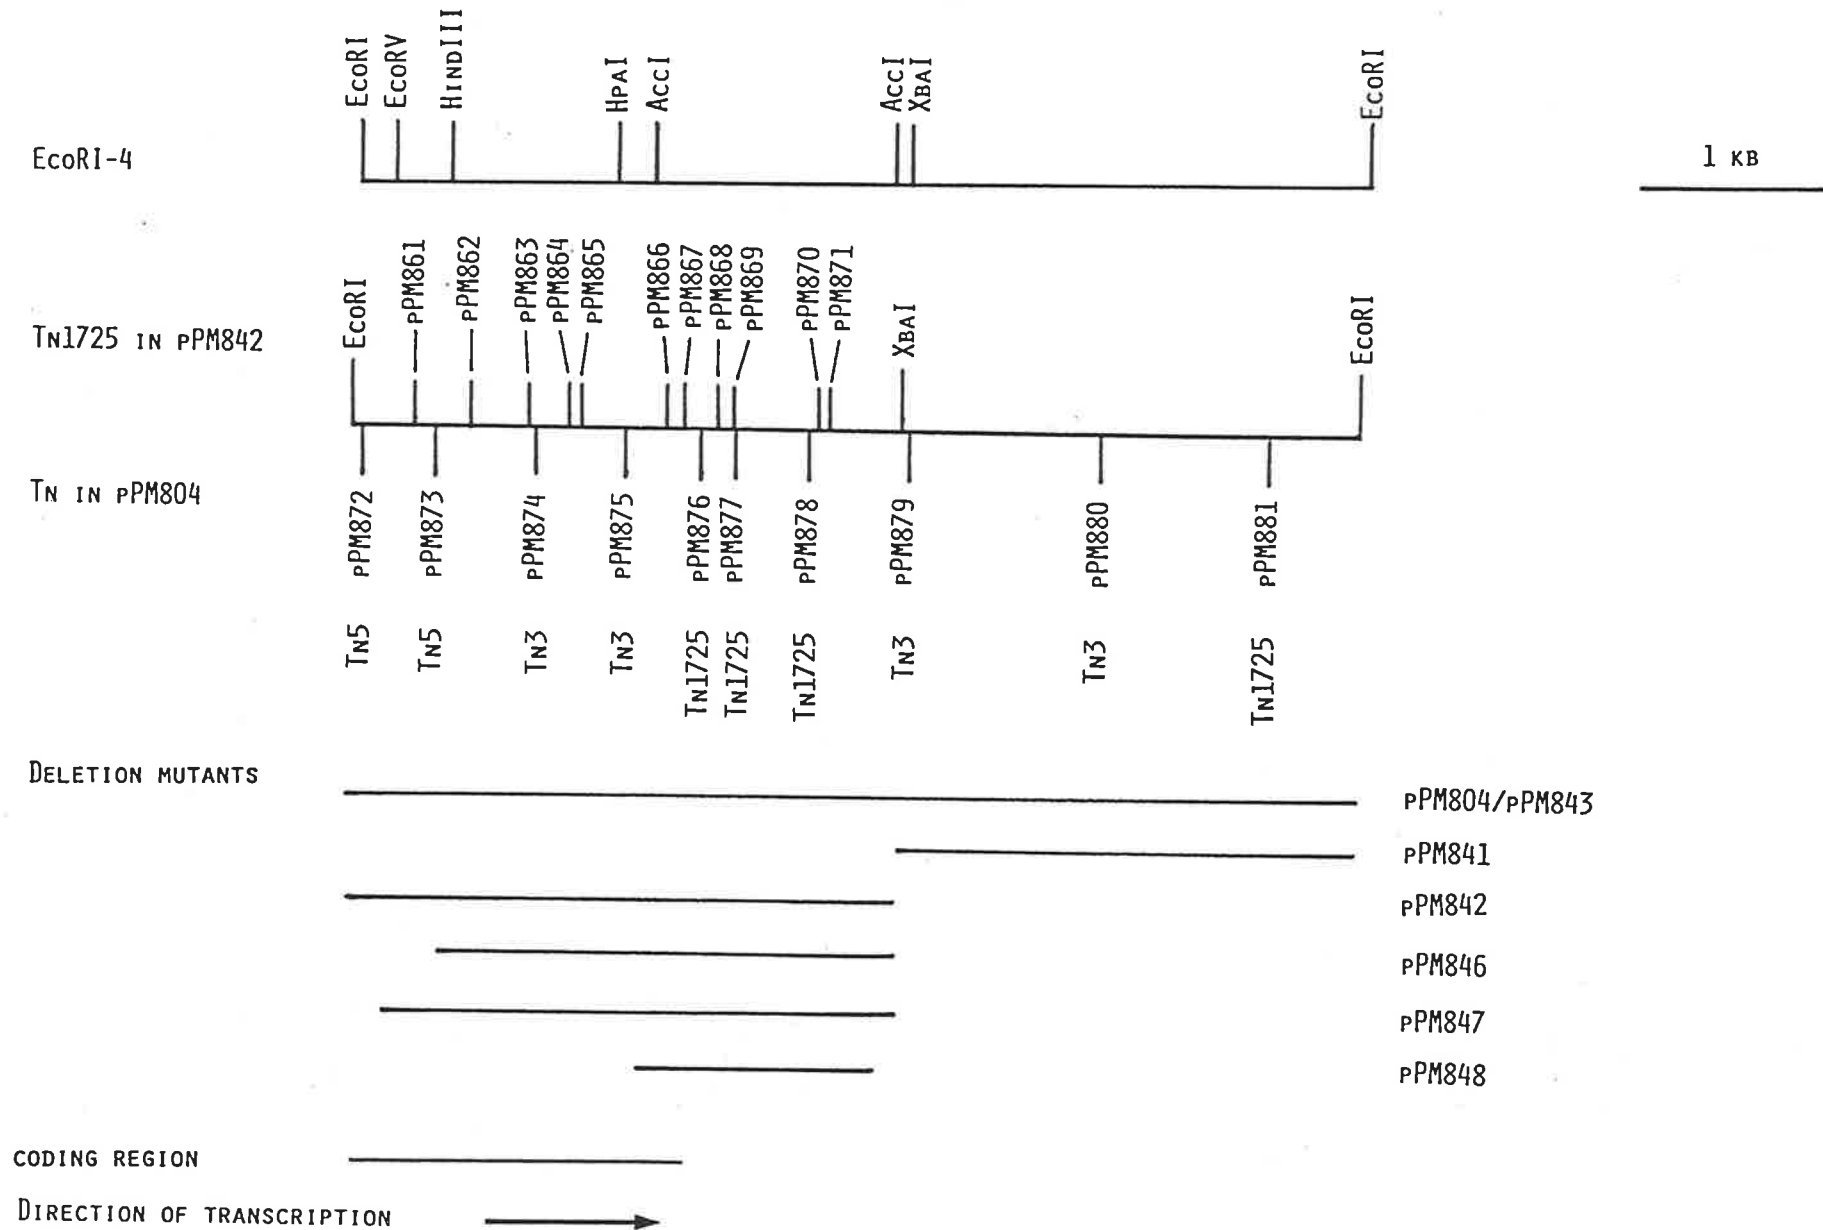 EcoRI
EcoRV
HindIII
HpaI
AccI
AccI
XbaI
EcoRI
EcoRI-4
1 kb
EcoRI
pPM861
pPM862
pPM863
pPM864
pPM865
pPM866
pPM867
pPM868
pPM869
pPM870
pPM871
XbaI
EcoRI
Tn1725 in pPM842
Tn in pPM804
pPM872
pPM873
pPM874
pPM875
pPM876
pPM877
pPM878
pPM879
pPM880
pPM881
Tn5
Tn5
Tn3
Tn3
Tn1725
Tn1725
Tn1725
Tn3
Tn3
Tn1725
Deletion mutants
pPM804/pPM843
pPM841
pPM842
pPM846
pPM847
pPM848
coding region
Direction of transcription